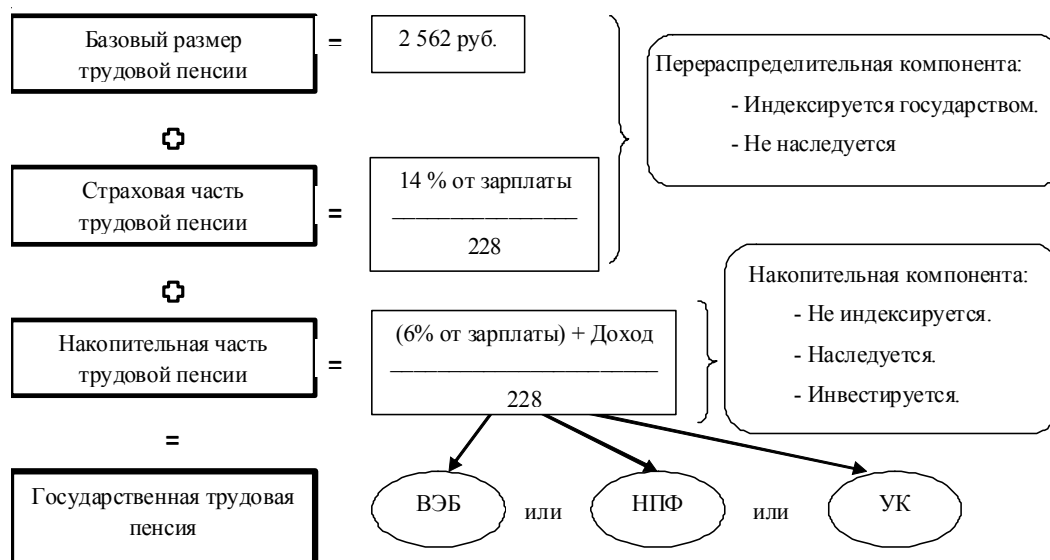 Базовый размер
трудовой пенсии
=
2 562 руб.
Перераспределительная компонента:
- Индексируется государством.
- Не наследуется
Страховая часть
трудовой пенсии
=
14 % от зарплаты
228
Накопительная компонента:
- Не индексируется.
- Наследуется.
- Инвестируется.
Накопительная часть
трудовой пенсии
=
(6% от зарплаты) + Доход
228
=
Государственная трудовая
пенсия
ВЭБ или НПФ или УК